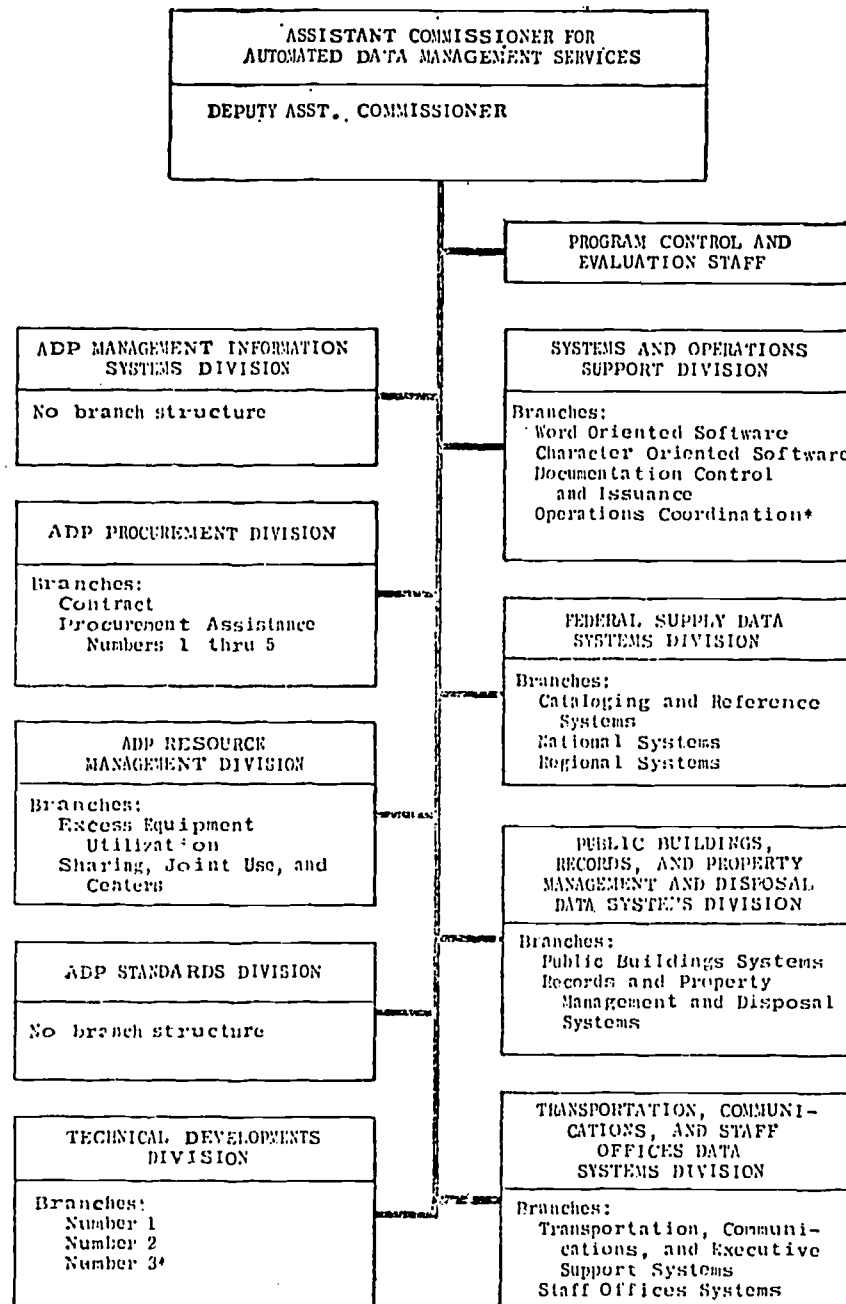 ASSISTANT COMMISSIONER FOR
AUTOMATED DATA MANAGEMENT SERVICES
DEPUTY ASST. COMMISSIONER
PROGRAM CONTROL AND
EVALUATION STAFF
ADP MANAGEMENT INFORMATION
SYSTEMS DIVISION
No branch structure
SYSTEMS AND OPERATIONS
SUPPORT DIVISION
Branches:
Word Oriented Software
Character Oriented Software
Documentation Control
and Issuance
Operations Coordination*
ADP PROCUREMENT DIVISION
Branches:
Contract
Procurement Assistance
Numbers 1 thru 5
FEDERAL SUPPLY DATA
SYSTEMS DIVISION
Branches:
Cataloging and Reference
Systems
National Systems
Regional Systems
ADP RESOURCE
MANAGEMENT DIVISION
Branches:
Excess Equipment
Utilization
Sharing, Joint Use, and
Centers
PUBLIC BUILDINGS,
RECORDS, AND PROPERTY
MANAGEMENT AND DISPOSAL
DATA SYSTEMS DIVISION
Branches:
Public Buildings Systems
Records and Property
Management and Disposal
Systems
ADP STANDARDS DIVISION
No branch structure
TECHNICAL DEVELOPMENTS
DIVISION
Branches:
Number 1
Number 2
Number 3*
TRANSPORTATION, COMMUNI-
CATIONS, AND STAFF
OFFICES DATA
SYSTEMS DIVISION
Branches:
Transportation, Communi-
cations, and Executive
Support Systems
Staff Offices Systems